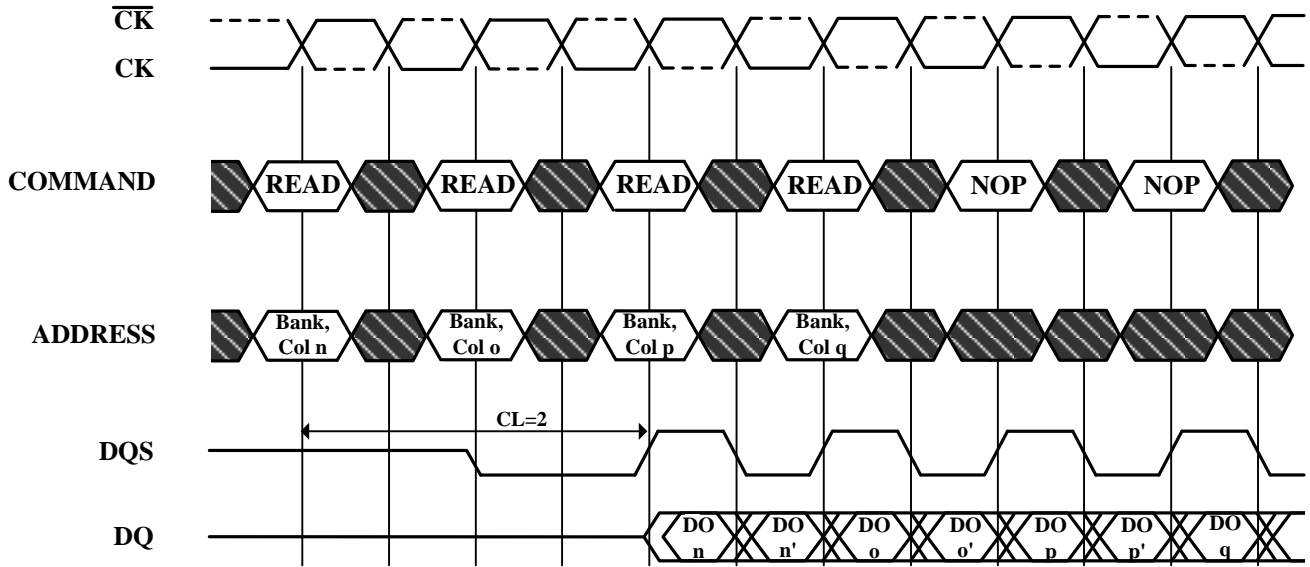 CK
CK
COMMAND
READ
READ
READ
READ
NOP
NOP
ADDRESS
Bank,
Col n
Bank,
Col o
Bank,
Col p
Bank,
Col q
CL=2
DQS
DQ
DO
n
DO
n'
DO
o
DO
o'
DO
p
DO
p'
DO
q